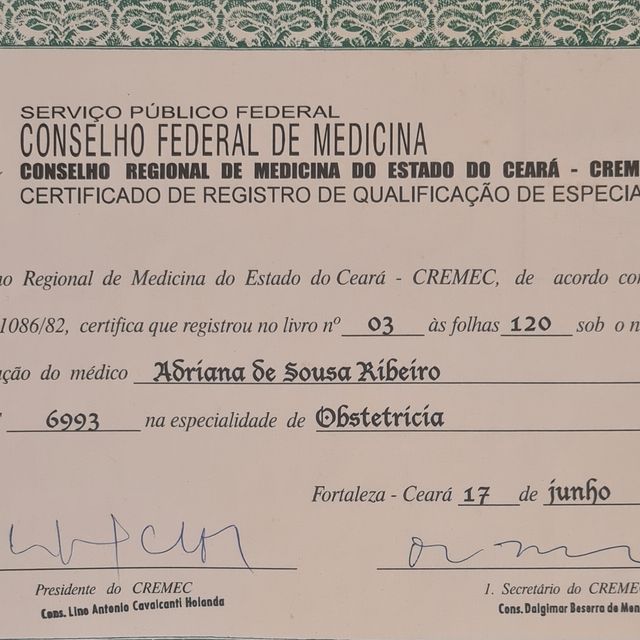 SERVIÇO PÚBLICO FEDERAL
CONSELHO FEDERAL DE MEDICINA
CONSELHO REGIONAL DE MEDICINA DO ESTADO DO CEARÁ - CREM
CERTIFICADO DE REGISTRO DE QUALIFICAÇÃO DE ESPECIA
o Regional de Medicina do Estado do Ceará - CREMEC, de acordo co
1086/82, certifica que registrou no livro nº 03 às folhas 120 sob o n
ção do médico Adriana de Sousa Ribeiro
6993 na especialidade de Obstetrícia
Fortaleza - Ceará 17 de junho
Presidente do CREMEC 1. Secretário do CREME
Cons. Lino Antonio Cavalcanti Holanda Cons. Dalgimar Beserra de Men